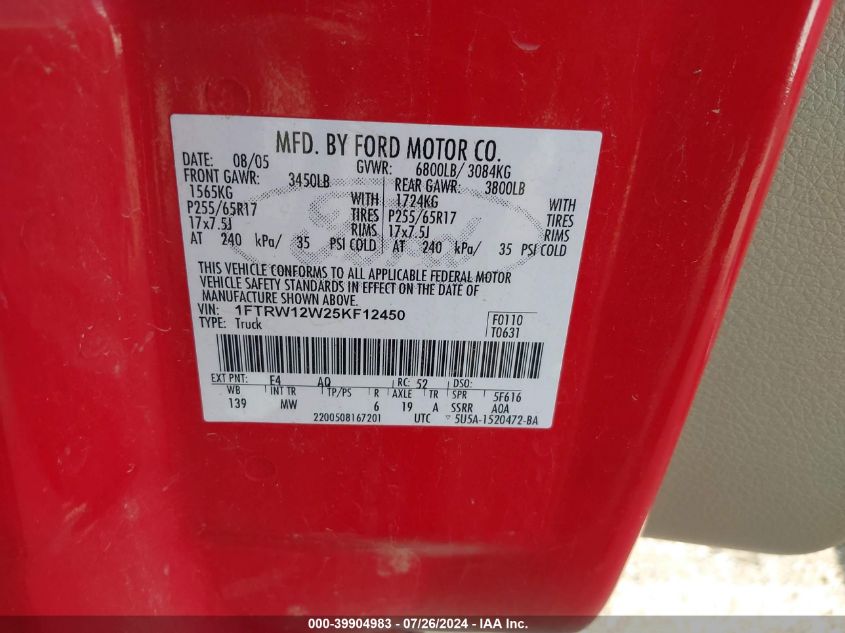 MFD. BY FORD MOTOR CO.
DATE: 08/05 GVWR: 6800LB/ 3084KG
FRONT GAWR: 3450LB REAR GAWR: 3800LB
1565KG WITH 1724KG WITH
P255/65R17 TIRES P255/65R17 TIRES
17x7.5J RIMS 17x7.5J RIMS
AT 240 kPa/ 35 PSI COLD AT 240 kPa/ 35 PSI COLD
Ford
THIS VEHICLE CONFORMS TO ALL APPLICABLE FEDERAL MOTOR
VEHICLE SAFETY STANDARDS IN EFFECT ON THE DATE OF
MANUFACTURE SHOWN ABOVE.
VIN: 1FTRW12W25KF12450 F0110
TYPE: Truck T0631
EXT PNT: E4 AQ RC: 52 DSO:
WB INT TR TP/PS R AXLE TR SPR 5F616
139 MW 6 19 A SSRR A0A
2200508167201 UTC ▽ 5U5A-1520472-BA
000-39904983 - 07/26/2024 - IAA Inc.